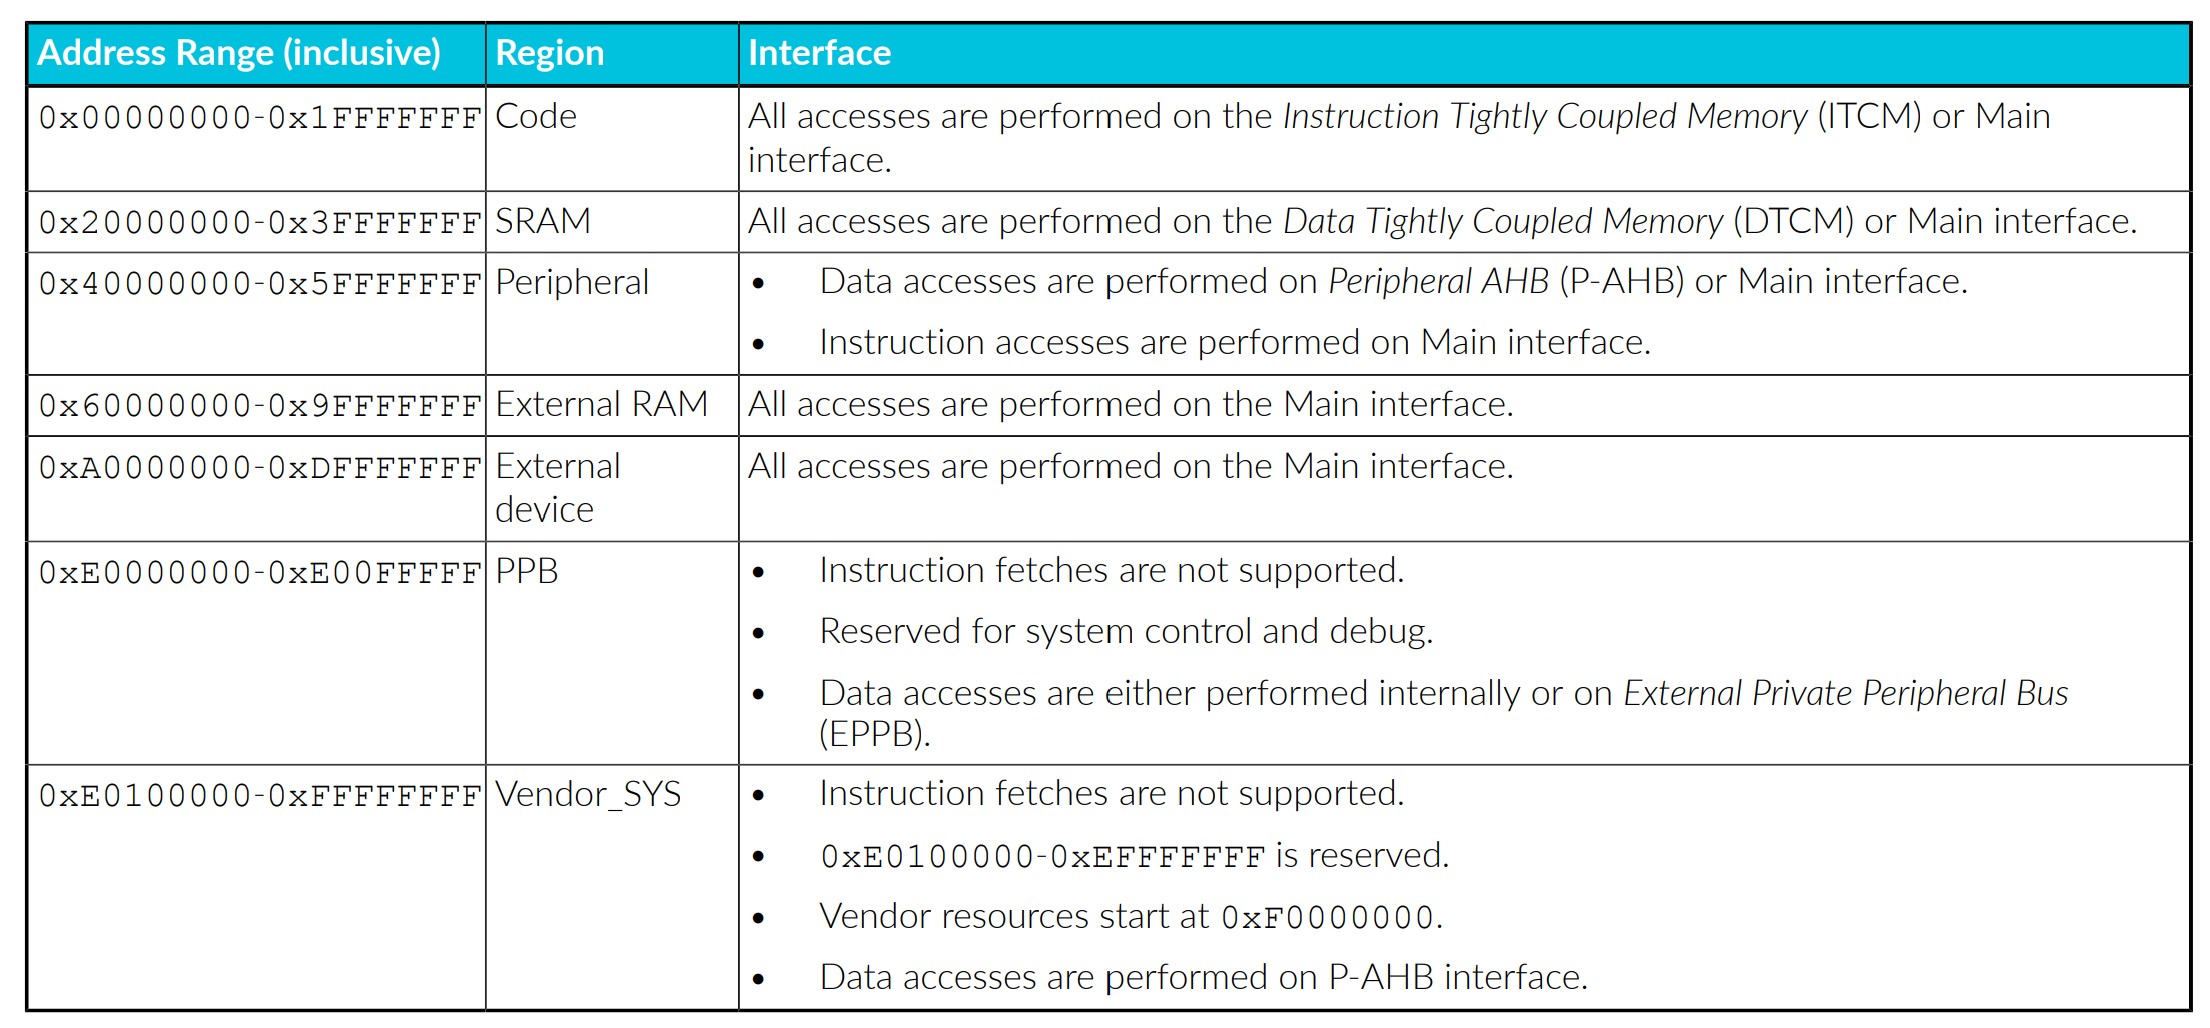 Address Range (inclusive) Region Interface
0x00000000-0x1FFFFFFF Code All accesses are performed on the Instruction Tightly Coupled Memory (ITCM) or Main
interface.
0x20000000-0x3FFFFFFF SRAM All accesses are performed on the Data Tightly Coupled Memory (DTCM) or Main interface.
0x40000000-0x5FFFFFFF Peripheral • Data accesses are performed on Peripheral AHB (P-AHB) or Main interface.
• Instruction accesses are performed on Main interface.
0x60000000-0x9FFFFFFF External RAM All accesses are performed on the Main interface.
0xA0000000-0xDFFFFFFF External All accesses are performed on the Main interface.
device
0xE0000000-0xE00FFFFF PPB • Instruction fetches are not supported.
• Reserved for system control and debug.
• Data accesses are either performed internally or on External Private Peripheral Bus
(EPPB).
0xE0100000-0xFFFFFFFF Vendor_SYS • Instruction fetches are not supported.
• 0xE0100000-0xEFFFFFFF is reserved.
• Vendor resources start at 0xF0000000.
• Data accesses are performed on P-AHB interface.